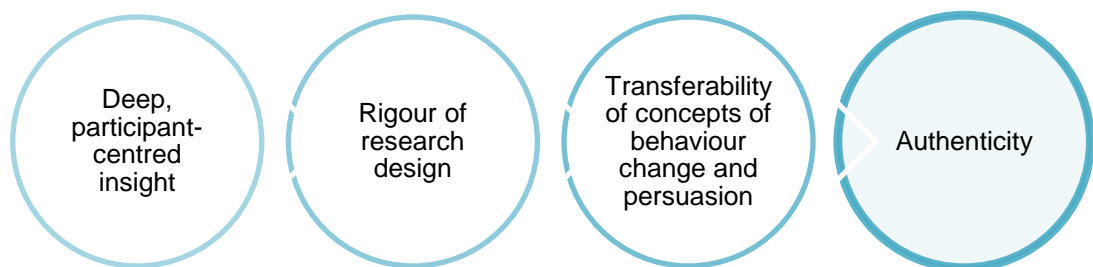 Deep,
participant-
centred
insight
Rigour of
research
design
Transferability
of concepts of
behaviour
change and
persuasion
Authenticity